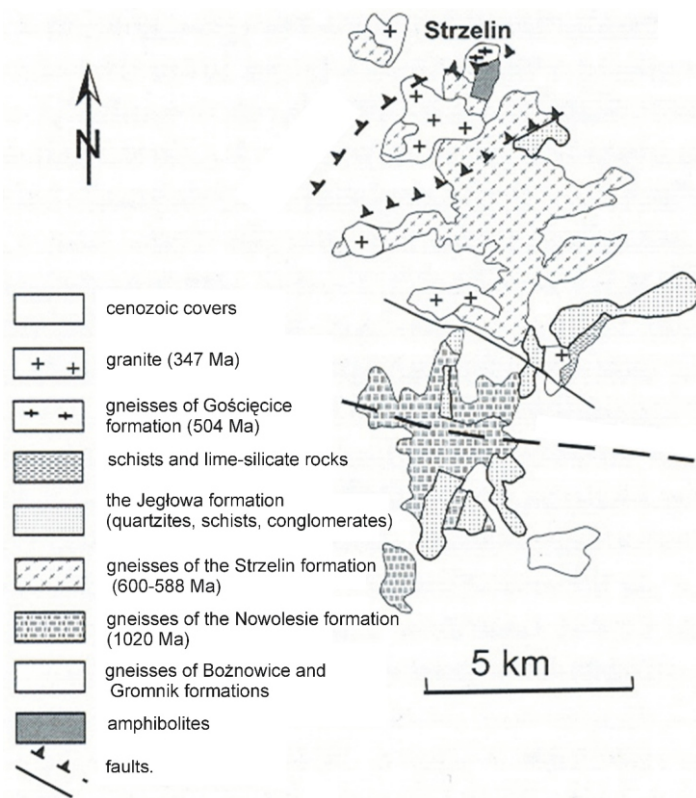 Strzelin
N
cenozoic covers
granite (347 Ma)
gneisses of Gościęcice
formation (504 Ma)
schists and lime-silicate rocks
the Jegłowa formation
(quartzites, schists, conglomerates)
gneisses of the Strzelin formation
(600-588 Ma)
gneisses of the Nowolesie formation
(1020 Ma)
gneisses of Bożnowice and
Gromnik formations
amphibolites
faults.
5 km